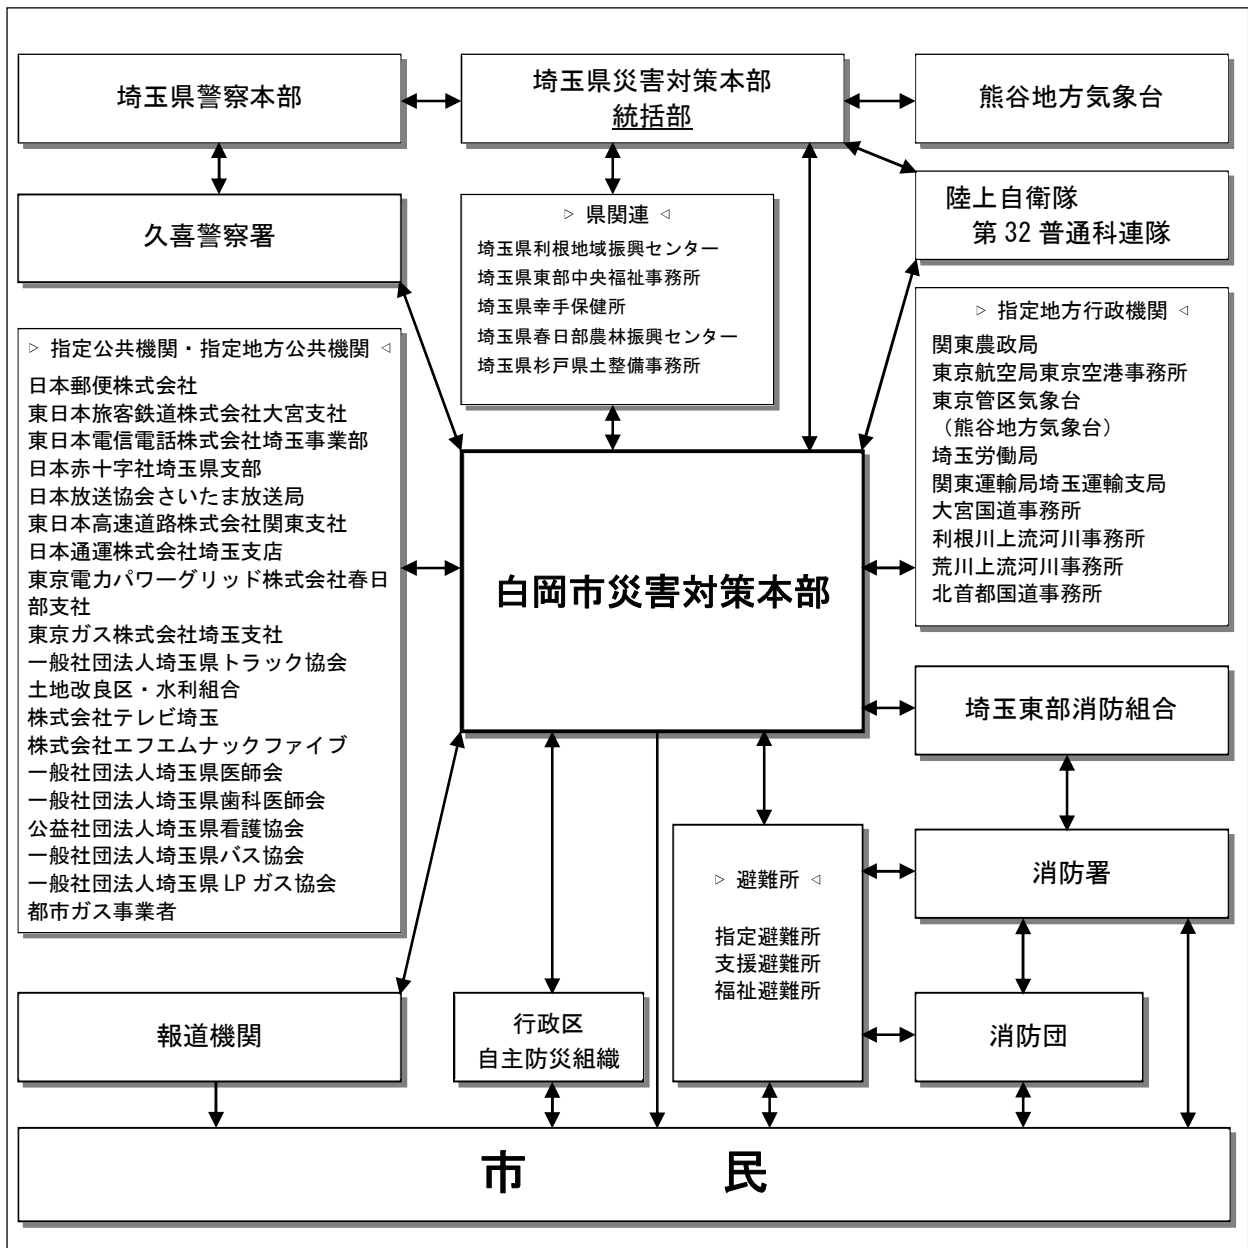 埼玉県警察本部
埼玉県災害対策本部
統括部
熊谷地方気象台
久喜警察署
▷ 県関連 ◁
埼玉県利根地域振興センター
埼玉県東部中央福祉事務所
埼玉県幸手保健所
埼玉県春日部農林振興センター
埼玉県杉戸県土整備事務所
陸上自衛隊
第 32 普通科連隊
▷ 指定公共機関・指定地方公共機関 ◁
日本郵便株式会社
東日本旅客鉄道株式会社大宮支社
東日本電信電話株式会社埼玉事業部
日本赤十字社埼玉県支部
日本放送協会さいたま放送局
東日本高速道路株式会社関東支社
日本通運株式会社埼玉支店
東京電力パワーグリッド株式会社春日
部支社
東京ガス株式会社埼玉支社
一般社団法人埼玉県トラック協会
土地改良区・水利組合
株式会社テレビ埼玉
株式会社エフエムナックファイブ
一般社団法人埼玉県医師会
一般社団法人埼玉県歯科医師会
公益社団法人埼玉県看護協会
一般社団法人埼玉県バス協会
一般社団法人埼玉県 LP ガス協会
都市ガス事業者
白岡市災害対策本部
▷ 指定地方行政機関 ◁
関東農政局
東京航空局東京空港事務所
東京管区気象台
（熊谷地方気象台）
埼玉労働局
関東運輸局埼玉運輸支局
大宮国道事務所
利根川上流河川事務所
荒川上流河川事務所
北首都国道事務所
埼玉東部消防組合
消防署
▷ 避難所 ◁
指定避難所
支援避難所
福祉避難所
報道機関
行政区
自主防災組織
消防団
市 民